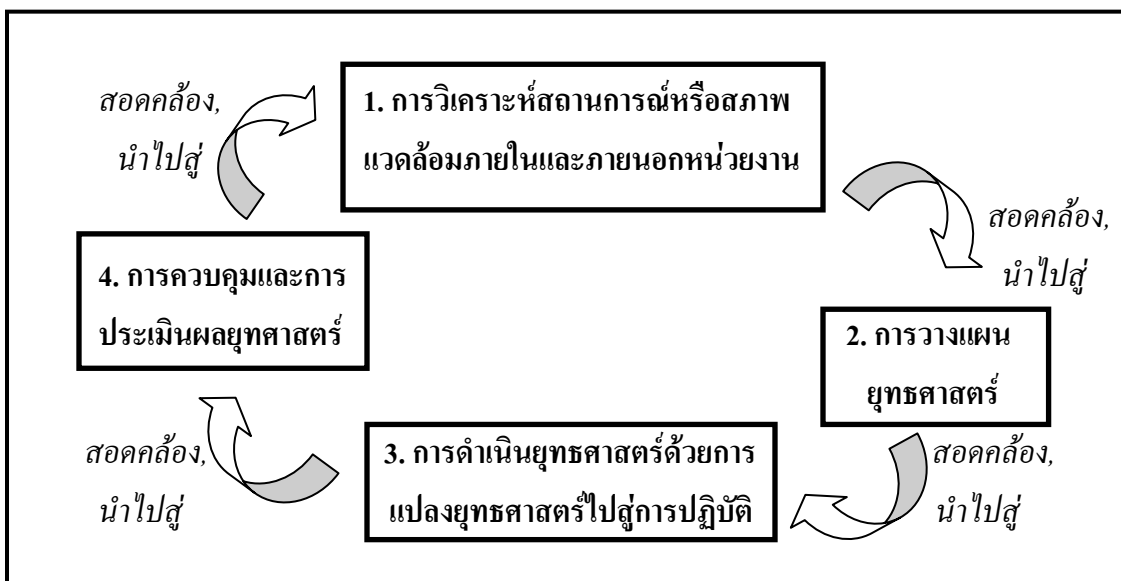 สอดคล้อง,
นำไปสู่
1. การวิเคราะห์สถานการณ์หรือสภาพ
แวดล้อมภายในและภายนอกหน่วยงาน
สอดคล้อง,
นำไปสู่
2. การวางแผน
ยุทธศาสตร์
สอดคล้อง,
นำไปสู่
3. การดำเนินยุทธศาสตร์ด้วยการ
แปลงยุทธศาสตร์ไปสู่การปฏิบัติ
สอดคล้อง,
นำไปสู่
4. การควบคุมและการ
ประเมินผลยุทศาสตร์